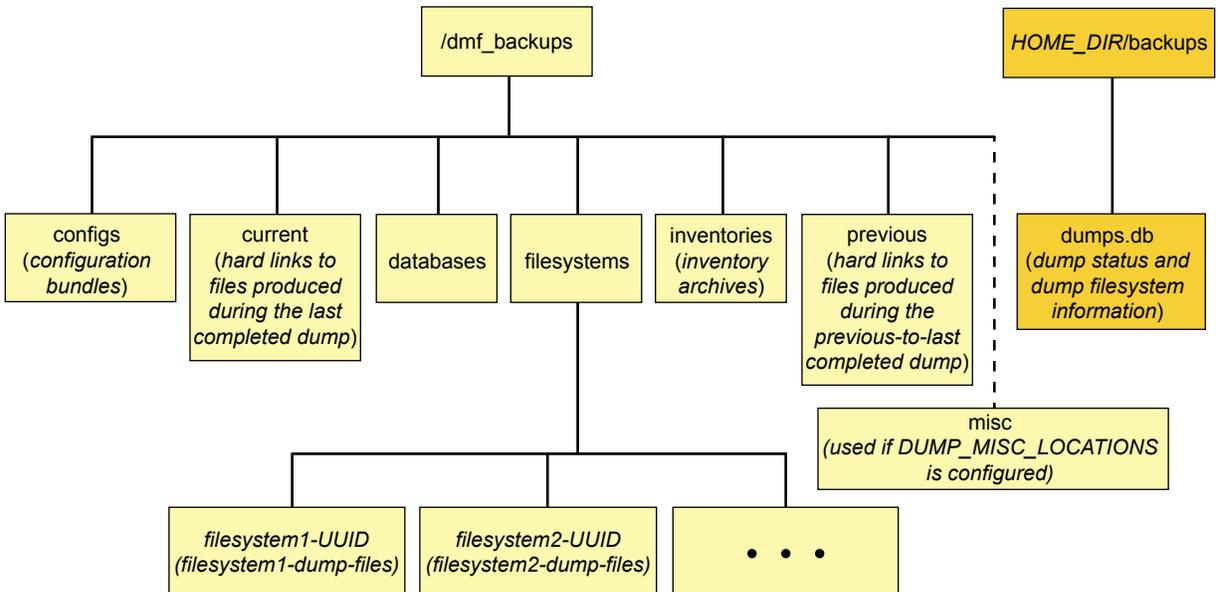 /dmf_backups
HOME_DIR/backups
configs
(configuration
bundles)
current
(hard links to
files produced
during the last
completed dump)
databases
filesystems
inventories
(inventory
archives)
previous
(hard links to
files produced
during the
previous-to-last
completed dump)
dumps.db
(dump status and
dump filesystem
information)
misc
(used if DUMP_MISC_LOCATIONS
is configured)
filesystem1-UUID
(filesystem1-dump-files)
filesystem2-UUID
(filesystem2-dump-files)
• • •